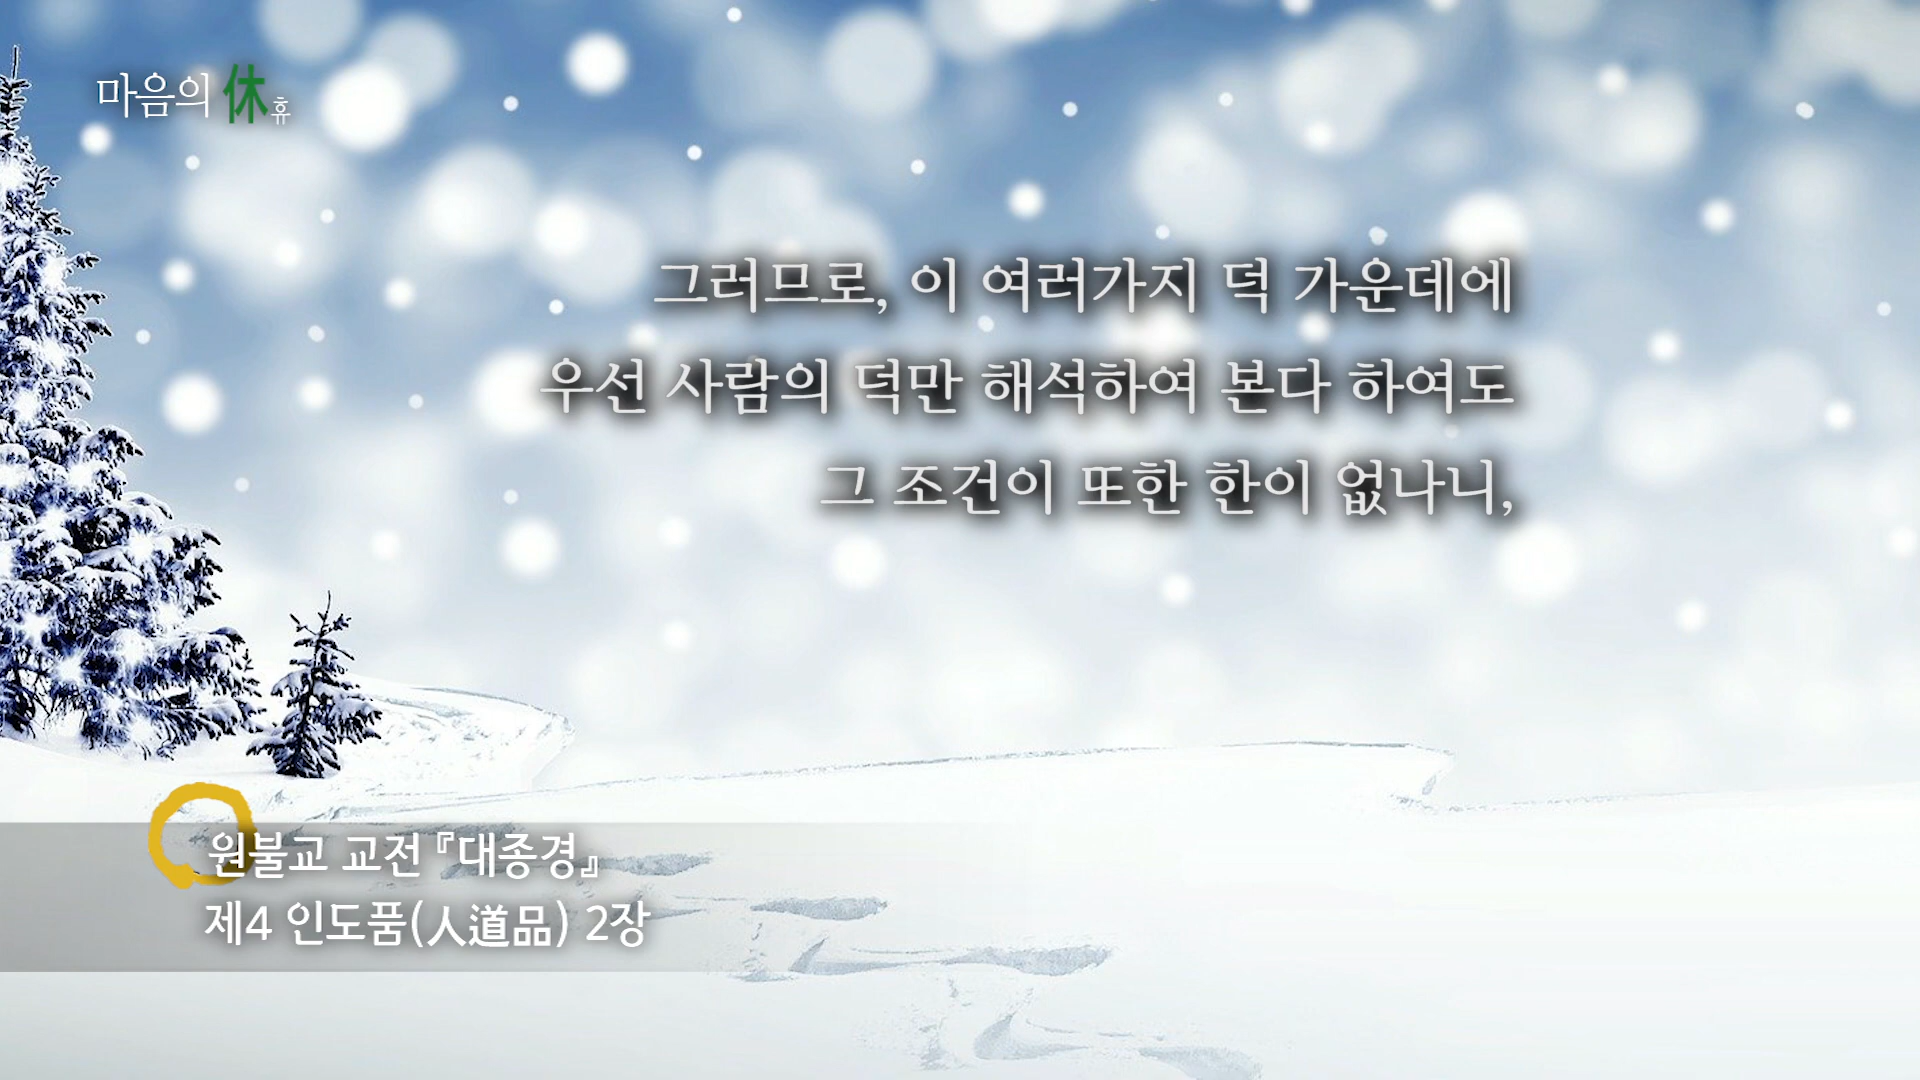 마음의 休휴
그러므로, 이 여러가지 덕 가운데에
우선 사람의 덕만 해석하여 본다 하여도
그 조건이 또한 한이 없나니,
원불교 교전 『대종경』
제4 인도품(人道品) 2장